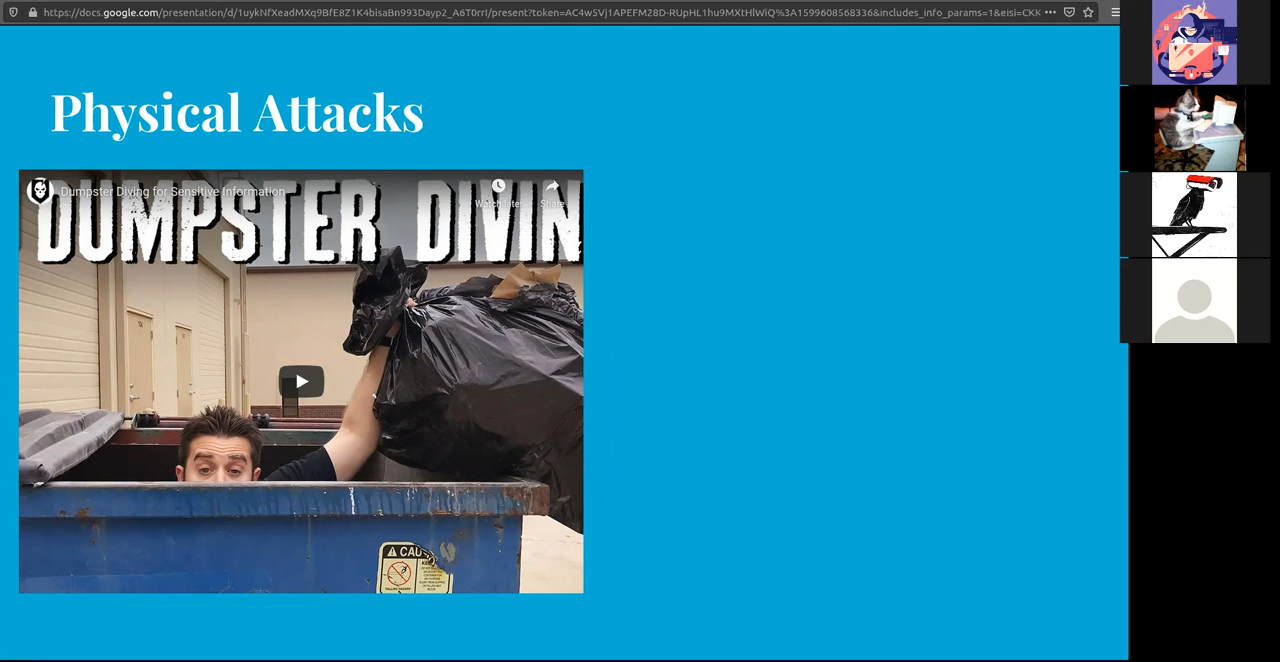 https://docs.google.com/presentation/d/1uykNfXeadMXq9BfE8Z1K4bisaBn993Dayp2_A6T0rrI/present?token=AC4w5Vj1APEFM28D-RUpHL1hu9MXtHlWiQ%3A1599608568336&includes_info_params=1&eisi=CKK
Physical Attacks
Dumpster Diving for Sensitive Information
Watch later
Share
DUMPSTER DIVIN
CAU